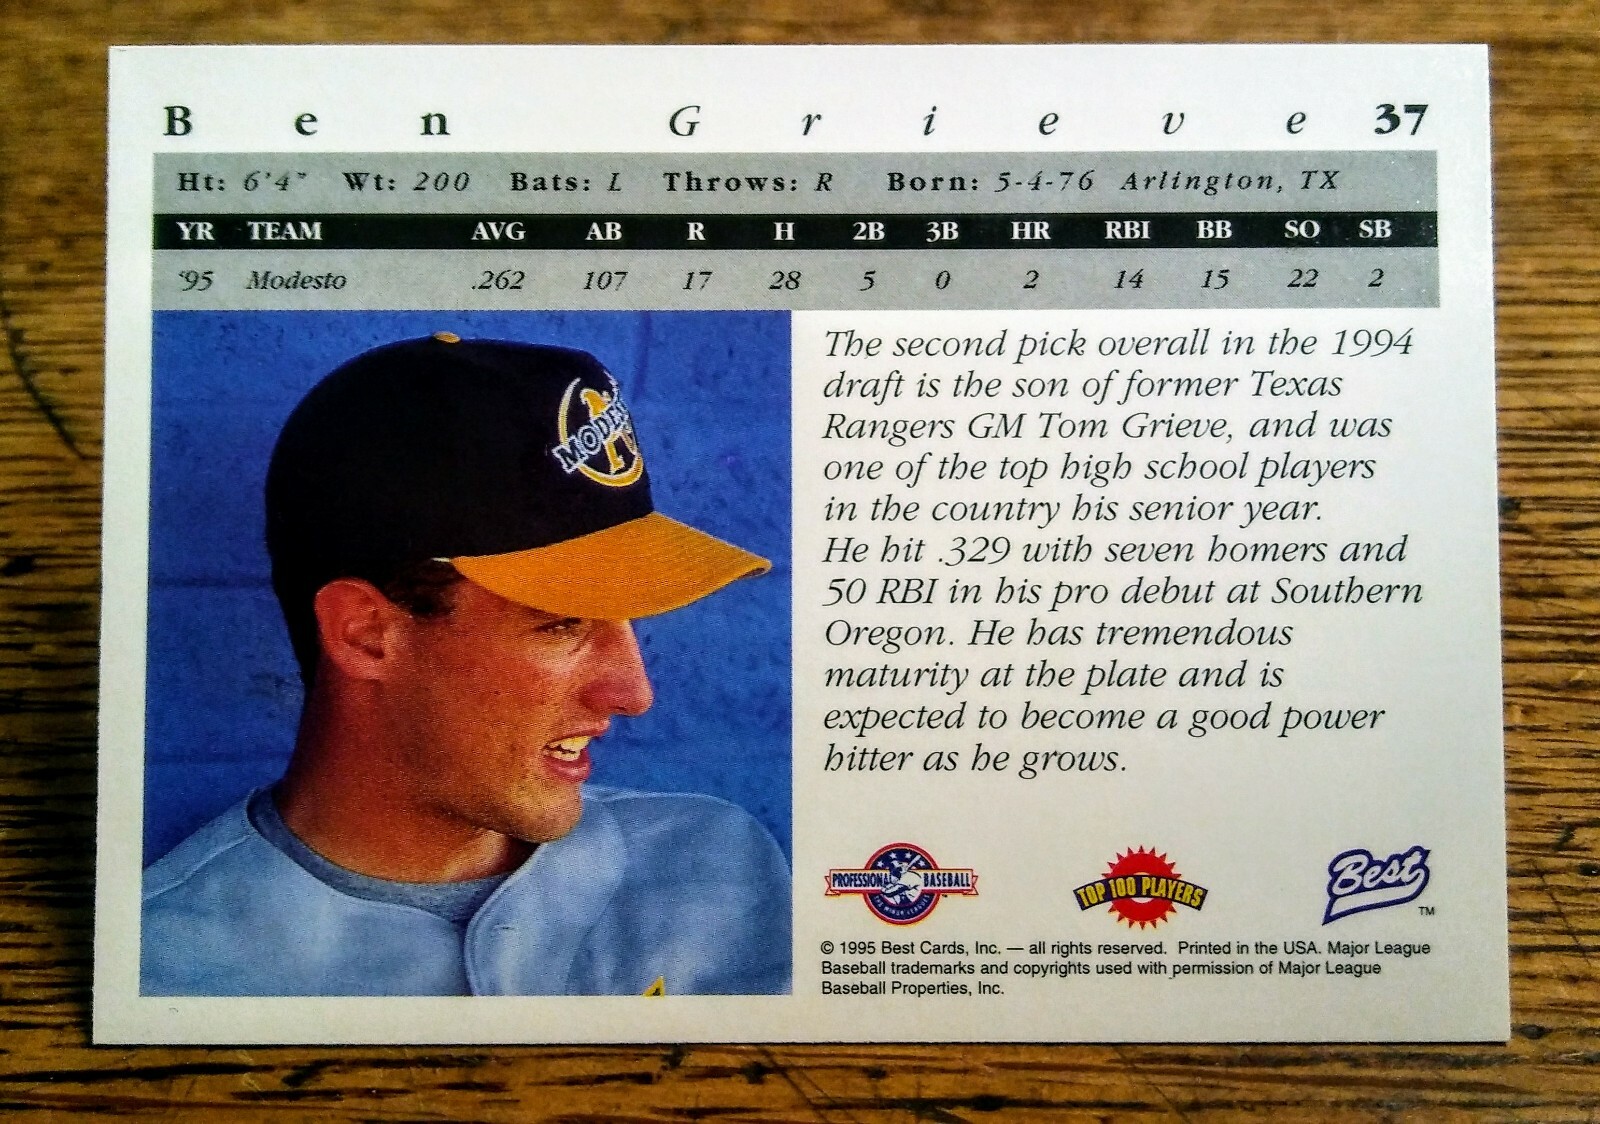 Ben Grieve 37
Ht: 6'4" Wt: 200 Bats: L Throws: R Born: 5-4-76 Arlington, TX
YR TEAM AVG AB R H 2B 3B HR RBI BB SO SB
'95 Modesto .262 107 17 28 5 0 2 14 15 22 2
MODES
The second pick overall in the 1994
draft is the son of former Texas
Rangers GM Tom Grieve, and was
one of the top high school players
in the country his senior year.
He hit .329 with seven homers and
50 RBI in his pro debut at Southern
Oregon. He has tremendous
maturity at the plate and is
expected to become a good power
hitter as he grows.
PROFESSIONAL BASEBALL
THE MINOR LEAGUES
TOP 100 PLAYERS
Best
TM
© 1995 Best Cards, Inc. — all rights reserved. Printed in the USA. Major League
Baseball trademarks and copyrights used with permission of Major League
Baseball Properties, Inc.